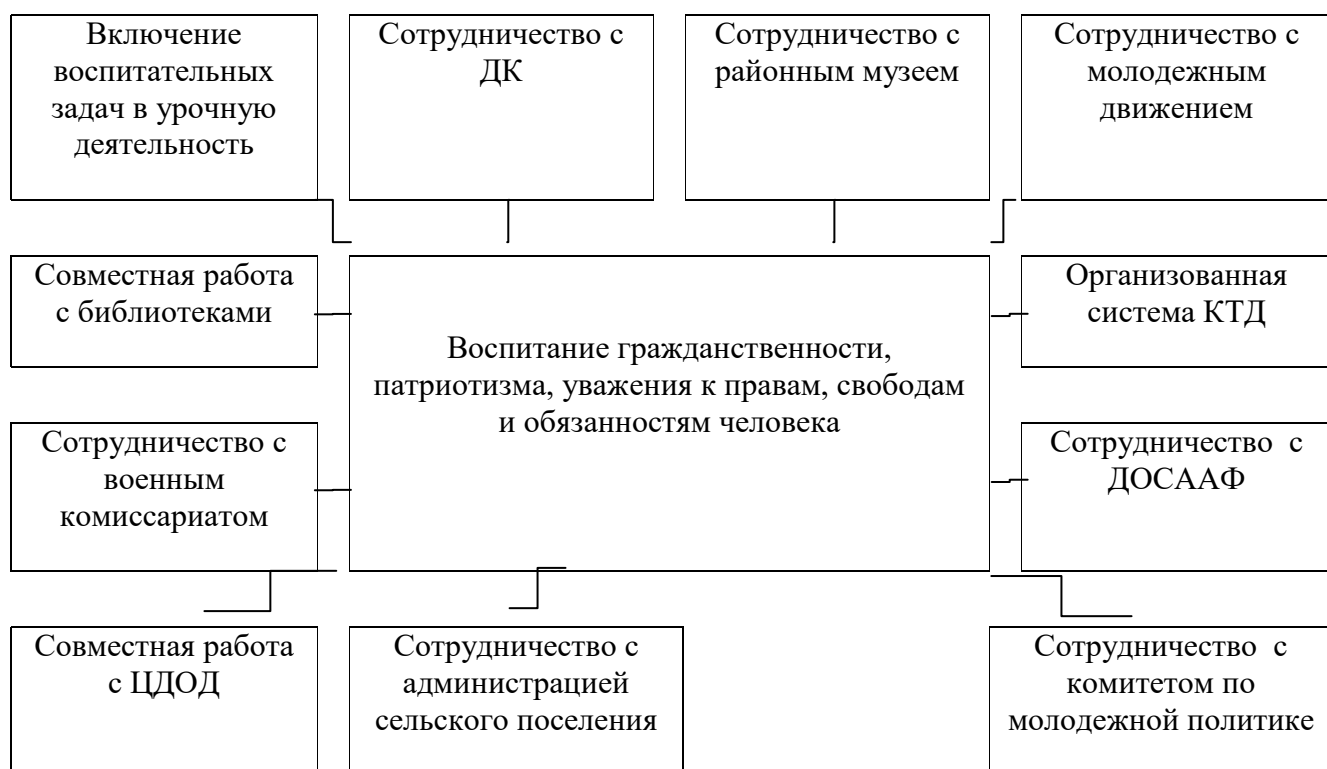 Включение
воспитательных
задач в урочную
деятельность
Сотрудничество с
ДК
Сотрудничество с
районным музеем
Сотрудничество с
молодежным
движением
Совместная работа
с библиотеками
Воспитание гражданственности,
патриотизма, уважения к правам, свободам
и обязанностям человека
Организованная
система КТД
Сотрудничество с
военным
комиссариатом
Сотрудничество с
ДОСААФ
Совместная работа
с ЦДОД
Сотрудничество с
администрацией
сельского поселения
Сотрудничество с
комитетом по
молодежной политике